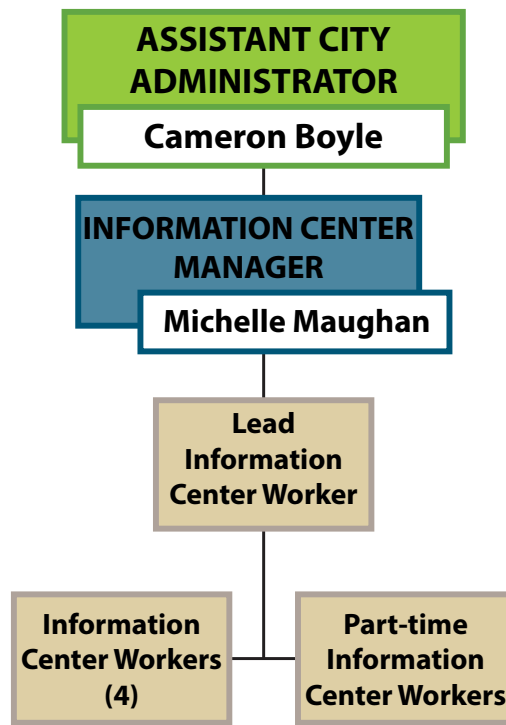 ASSISTANT CITY
ADMINISTRATOR
Cameron Boyle
INFORMATION CENTER
MANAGER
Michelle Maughan
Lead
Information
Center Worker
Information
Center Workers
(4)
Part-time
Information
Center Workers